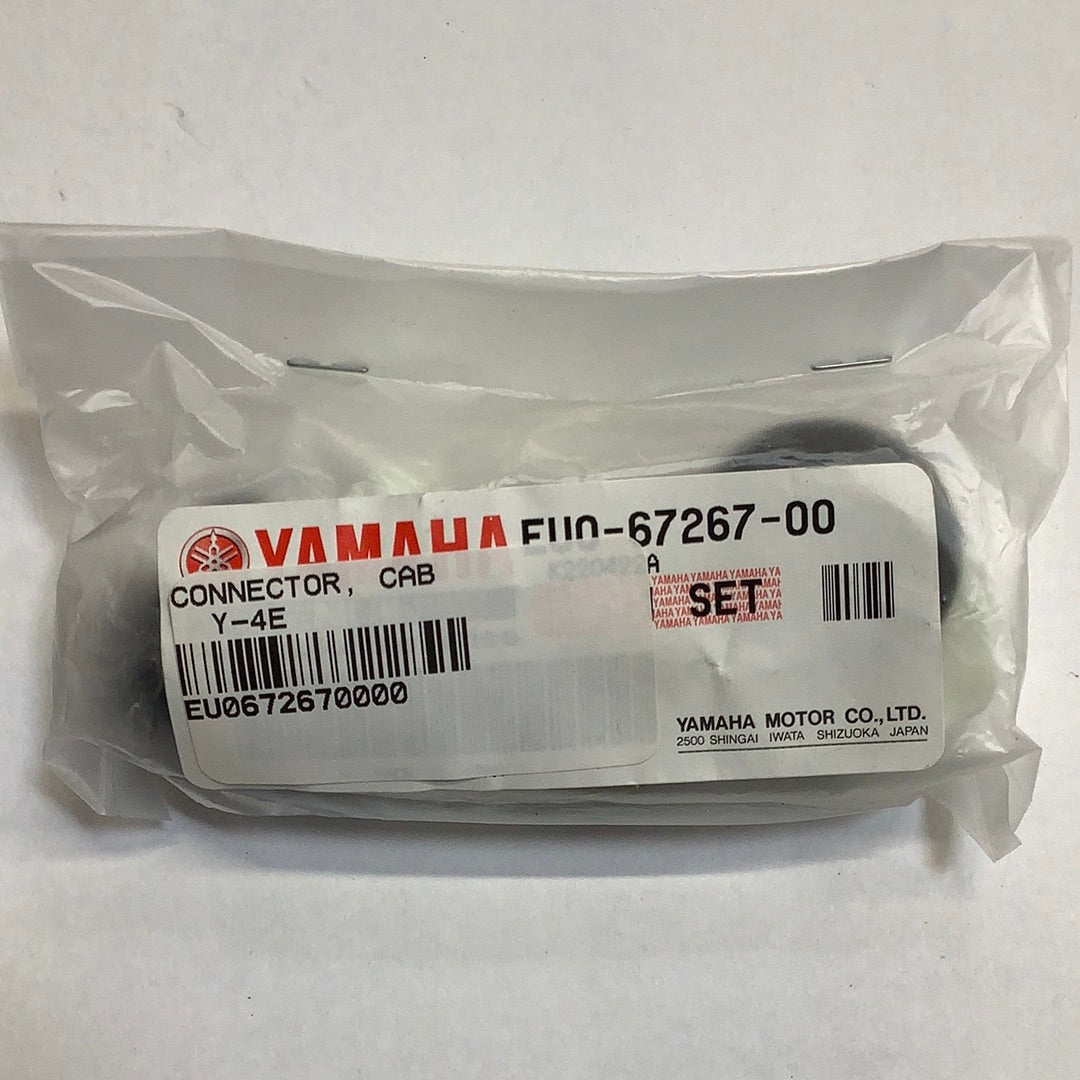 YAMAHA EU0-67267-00
CONNECTOR, CAB
Y-4E
EU0672670000
A
SET
YAMAHA MOTOR CO.,LTD.
2500 SHINGAI IWATA SHIZUOKA JAPAN